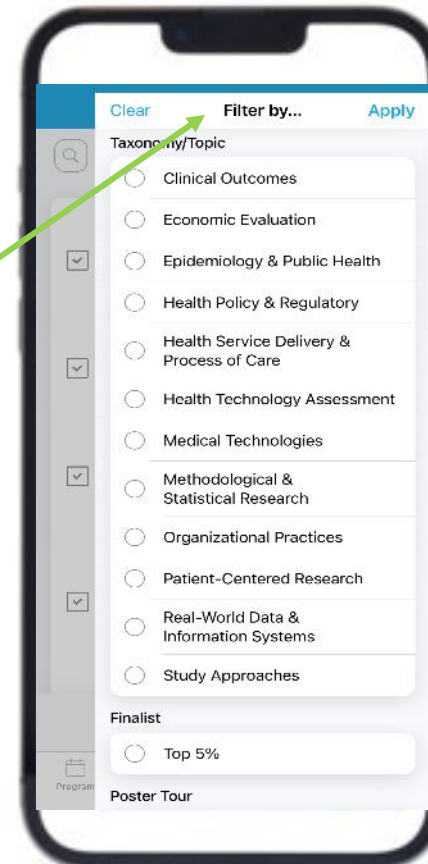 Clear Filter by... Apply
Taxonomy/Topic
Clinical Outcomes
Economic Evaluation
Epidemiology & Public Health
Health Policy & Regulatory
Health Service Delivery &
Process of Care
Health Technology Assessment
Medical Technologies
Methodological &
Statistical Research
Organizational Practices
Patient-Centered Research
Real-World Data &
Information Systems
Study Approaches
Finalist
Top 5%
Program
Poster Tour